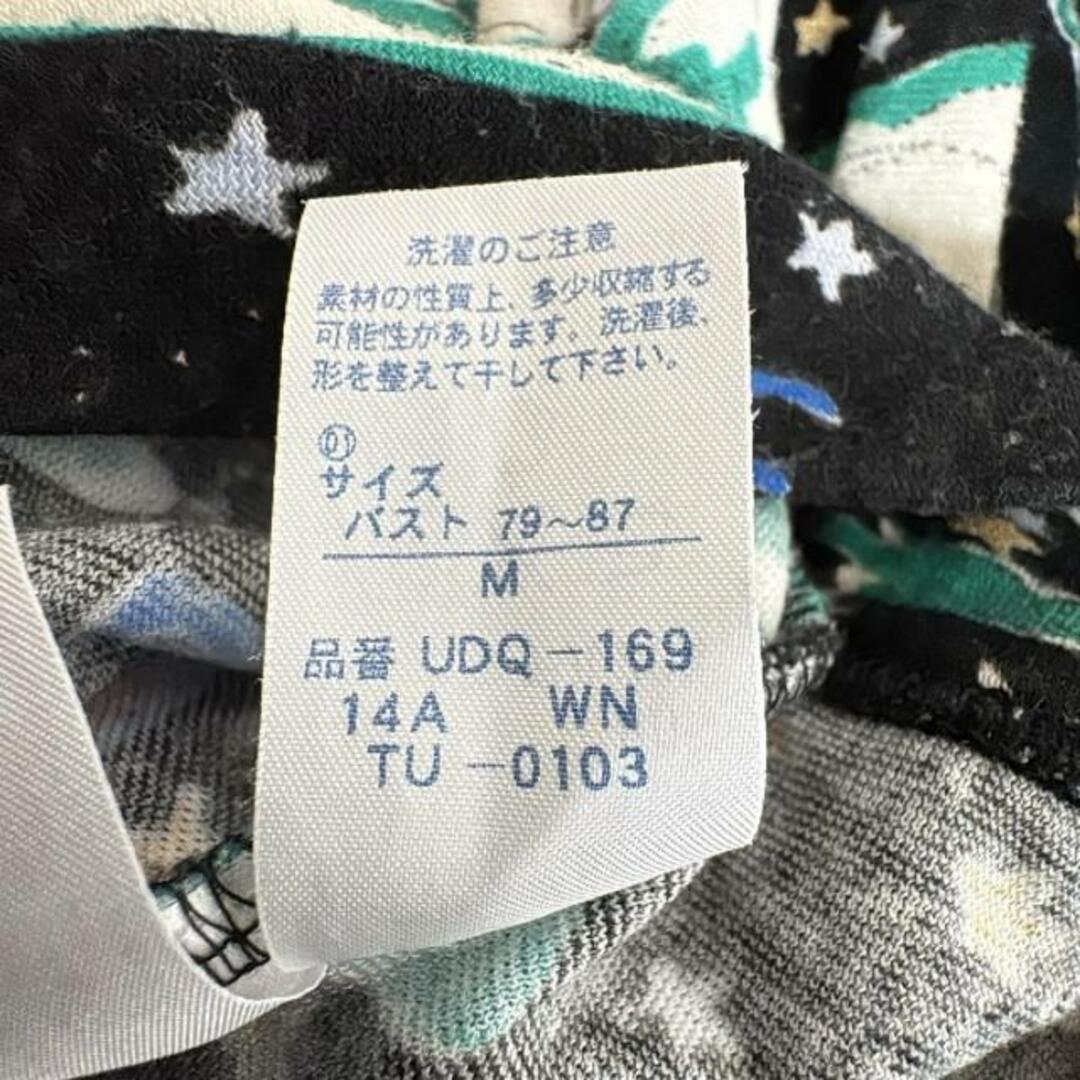 洗濯のご注意
素材の性質上、多少収縮する
可能性があります。洗濯後、
形を整えて干して下さい。
01
サイズ
バスト 79〜87
M
品番 UDQ-169
14A WN
TU-0103